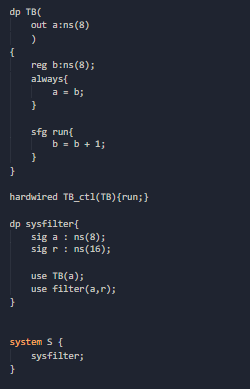 dp TB(
out a:ns(8)
)
{
reg b:ns(8);
always{
a = b;
}
sfg run{
b = b + 1;
}
}
hardwired TB_ctl(TB){run;}
dp sysfilter{
sig a : ns(8);
sig r : ns(16);
use TB(a);
use filter(a,r);
}
system S {
sysfilter;
}